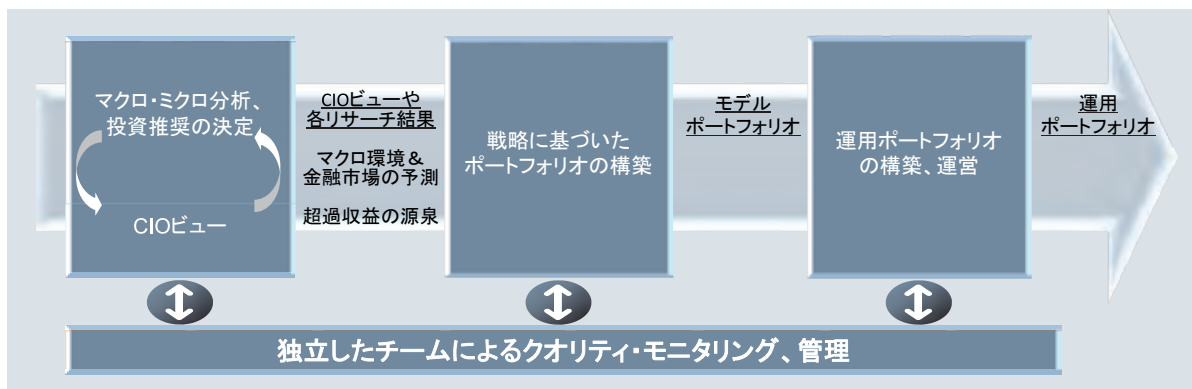 マクロ・ミクロ分析、
投資推奨の決定
CIOビュー
CIOビューや
各リサーチ結果
マクロ環境&
金融市場の予測
超過収益の源泉
戦略に基づいた
ポートフォリオの構築
モデル
ポートフォリオ
運用ポートフォリオ
の構築、運営
運用
ポートフォリオ
独立したチームによるクオリティ・モニタリング、管理